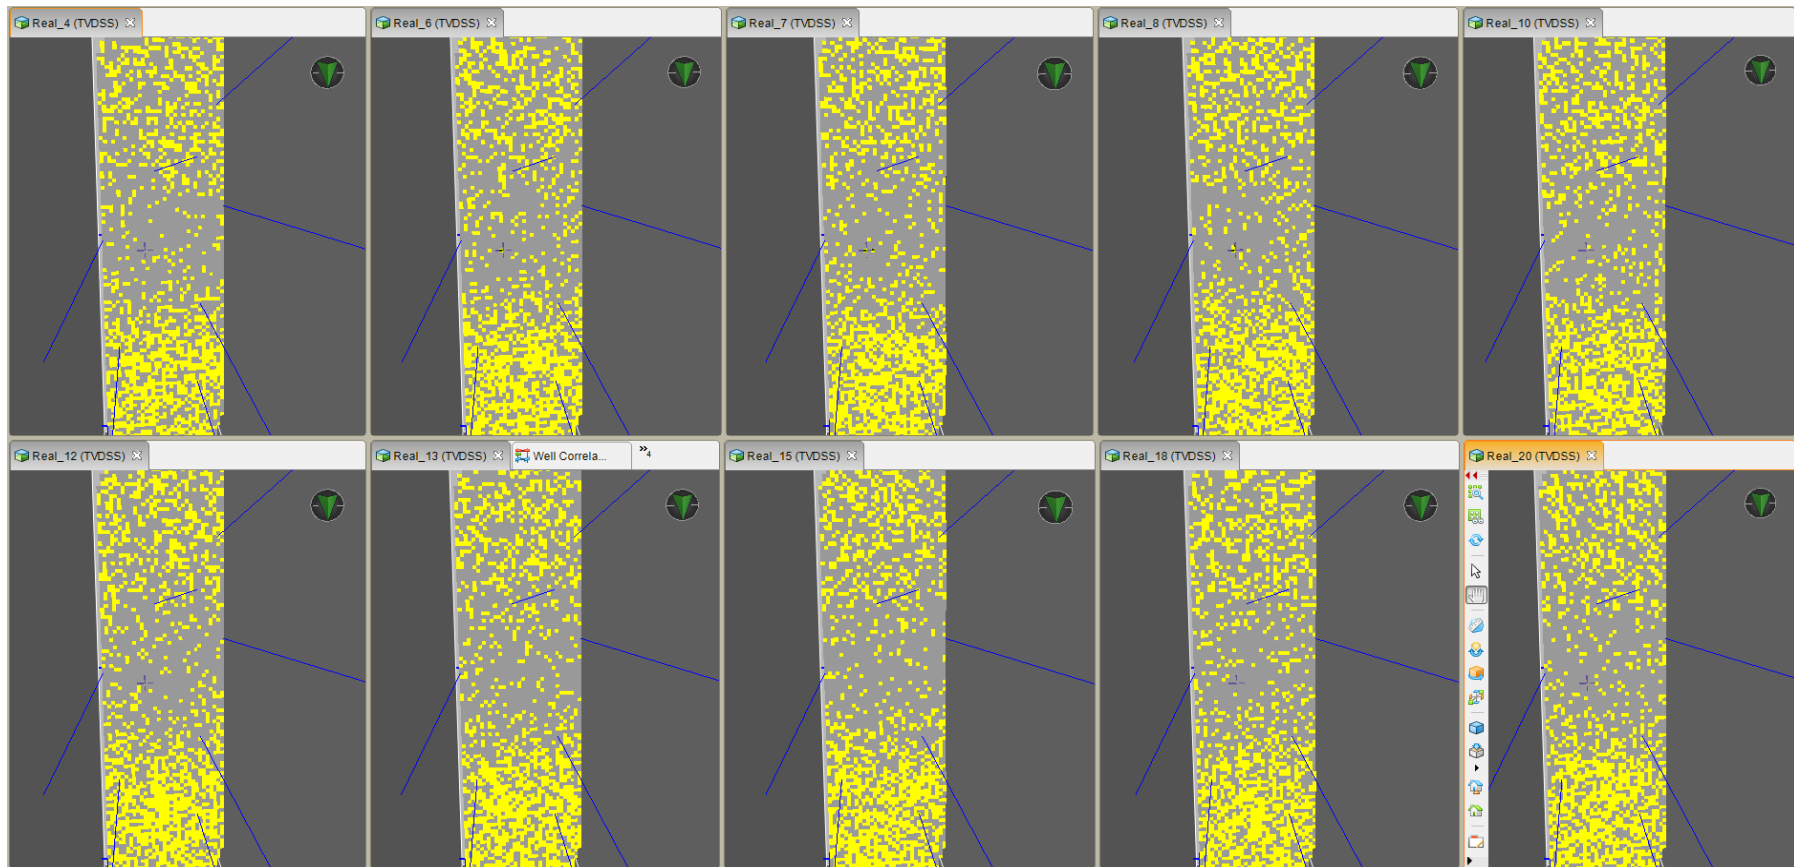 Real_4 (TVDSS)
Real_6 (TVDSS)
Real_7 (TVDSS)
Real_8 (TVDSS)
Real_10 (TVDSS)
Real_12 (TVDSS)
Real_13 (TVDSS)
Well Correla...
»4
Real_15 (TVDSS)
Real_18 (TVDSS)
Real_20 (TVDSS)